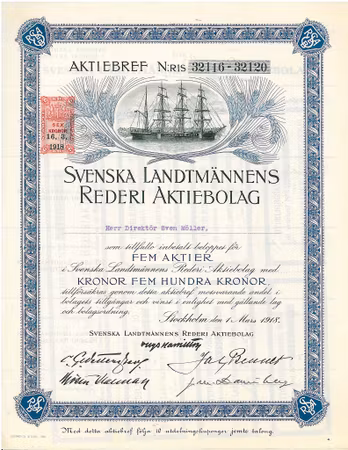 AKTIEBREF N:RIS 32116-32120
16. 3.
1918
SVENSKA LANDTMÄNNENS
REDERI AKTIEBOLAG
Herr Direktör Sven Möller,
som tillfullo inbetalt beloppet för
FEM AKTIER
i Svenska Landtmännens Rederi-Aktiebolag med
KRONOR FEM HUNDRA KRONOR,
tillförsäkras genom detta aktiebref motsvarande andel i
bolagets tillgångar och vinst i enlighet med gällande lag
och bolagsordning.
Stockholm den 1 Mars 1918.
SVENSKA LANDTMÄNNENS REDERI AKTIEBOLAG
Med detta aktiebref följa 10 utdelningskuponger jemte talong.